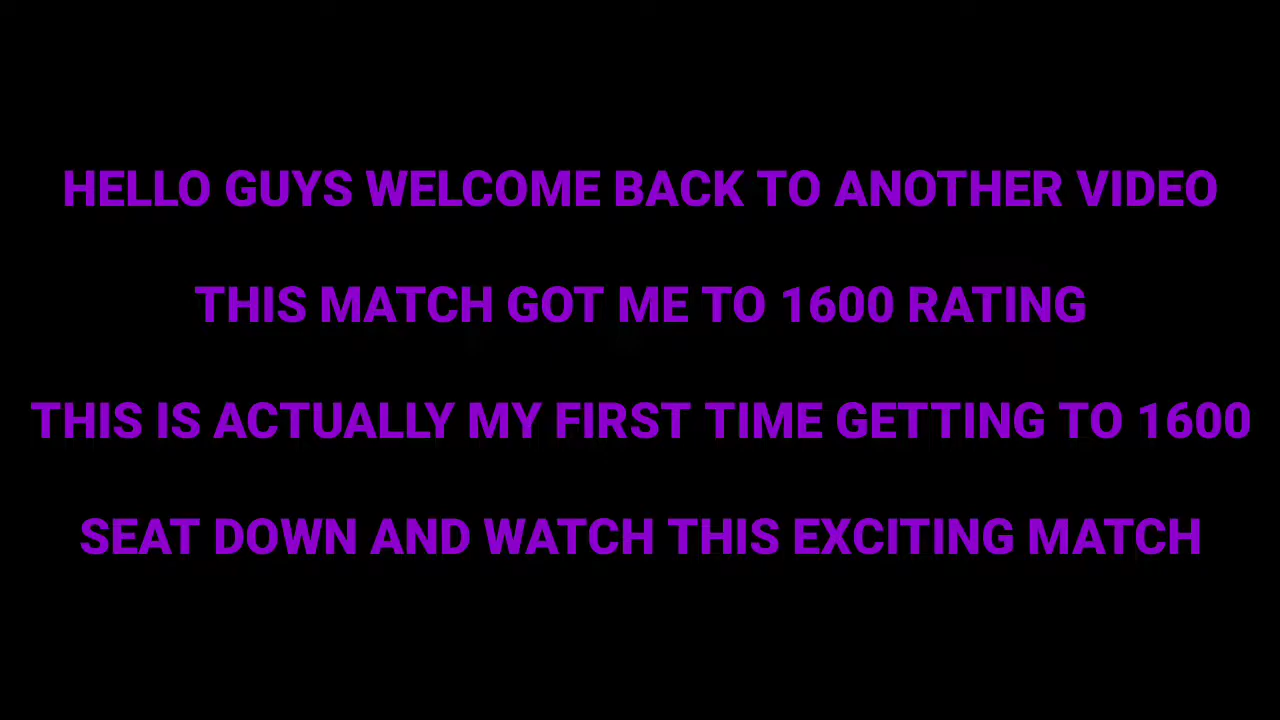 HELLO GUYS WELCOME BACK TO ANOTHER VIDEO
THIS MATCH GOT ME TO 1600 RATING
THIS IS ACTUALLY MY FIRST TIME GETTING TO 1600
SEAT DOWN AND WATCH THIS EXCITING MATCH